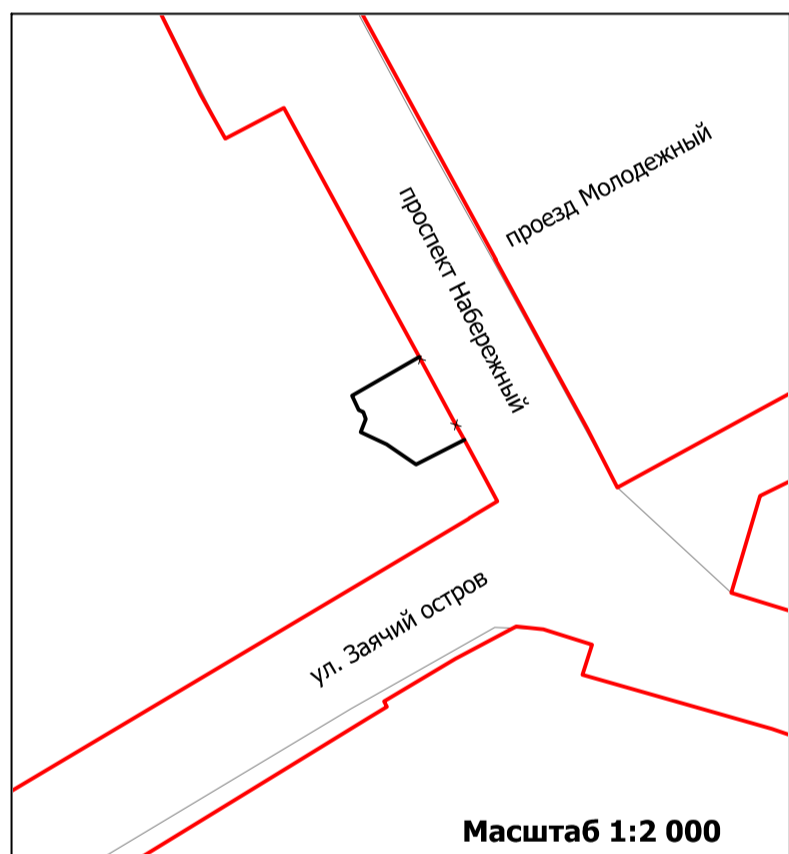 проезд Молодежный
проспект Набережный
ул. Заячий остров
Масштаб 1:2 000